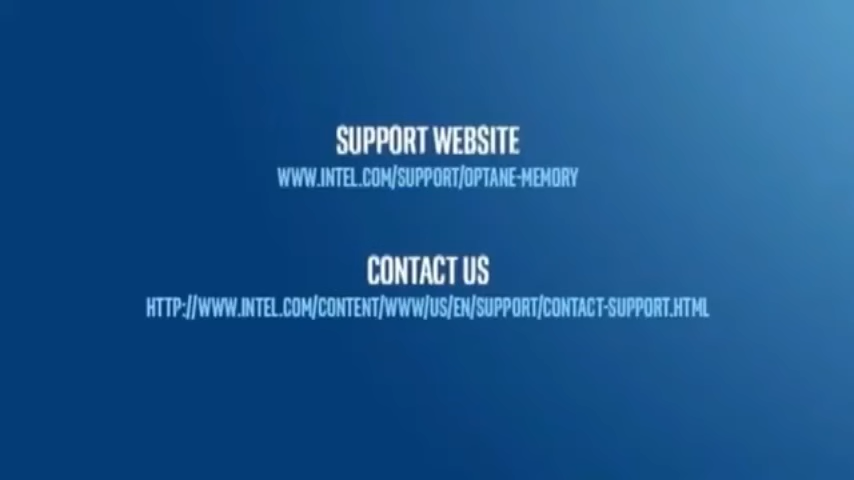 SUPPORT WEBSITE
WWW.INTEL.COM/SUPPORT/OPTANE-MEMORY
CONTACT US
HTTP://WWW.INTEL.COM/CONTENT/WWW/US/EN/SUPPORT/CONTACT-SUPPORT.HTML